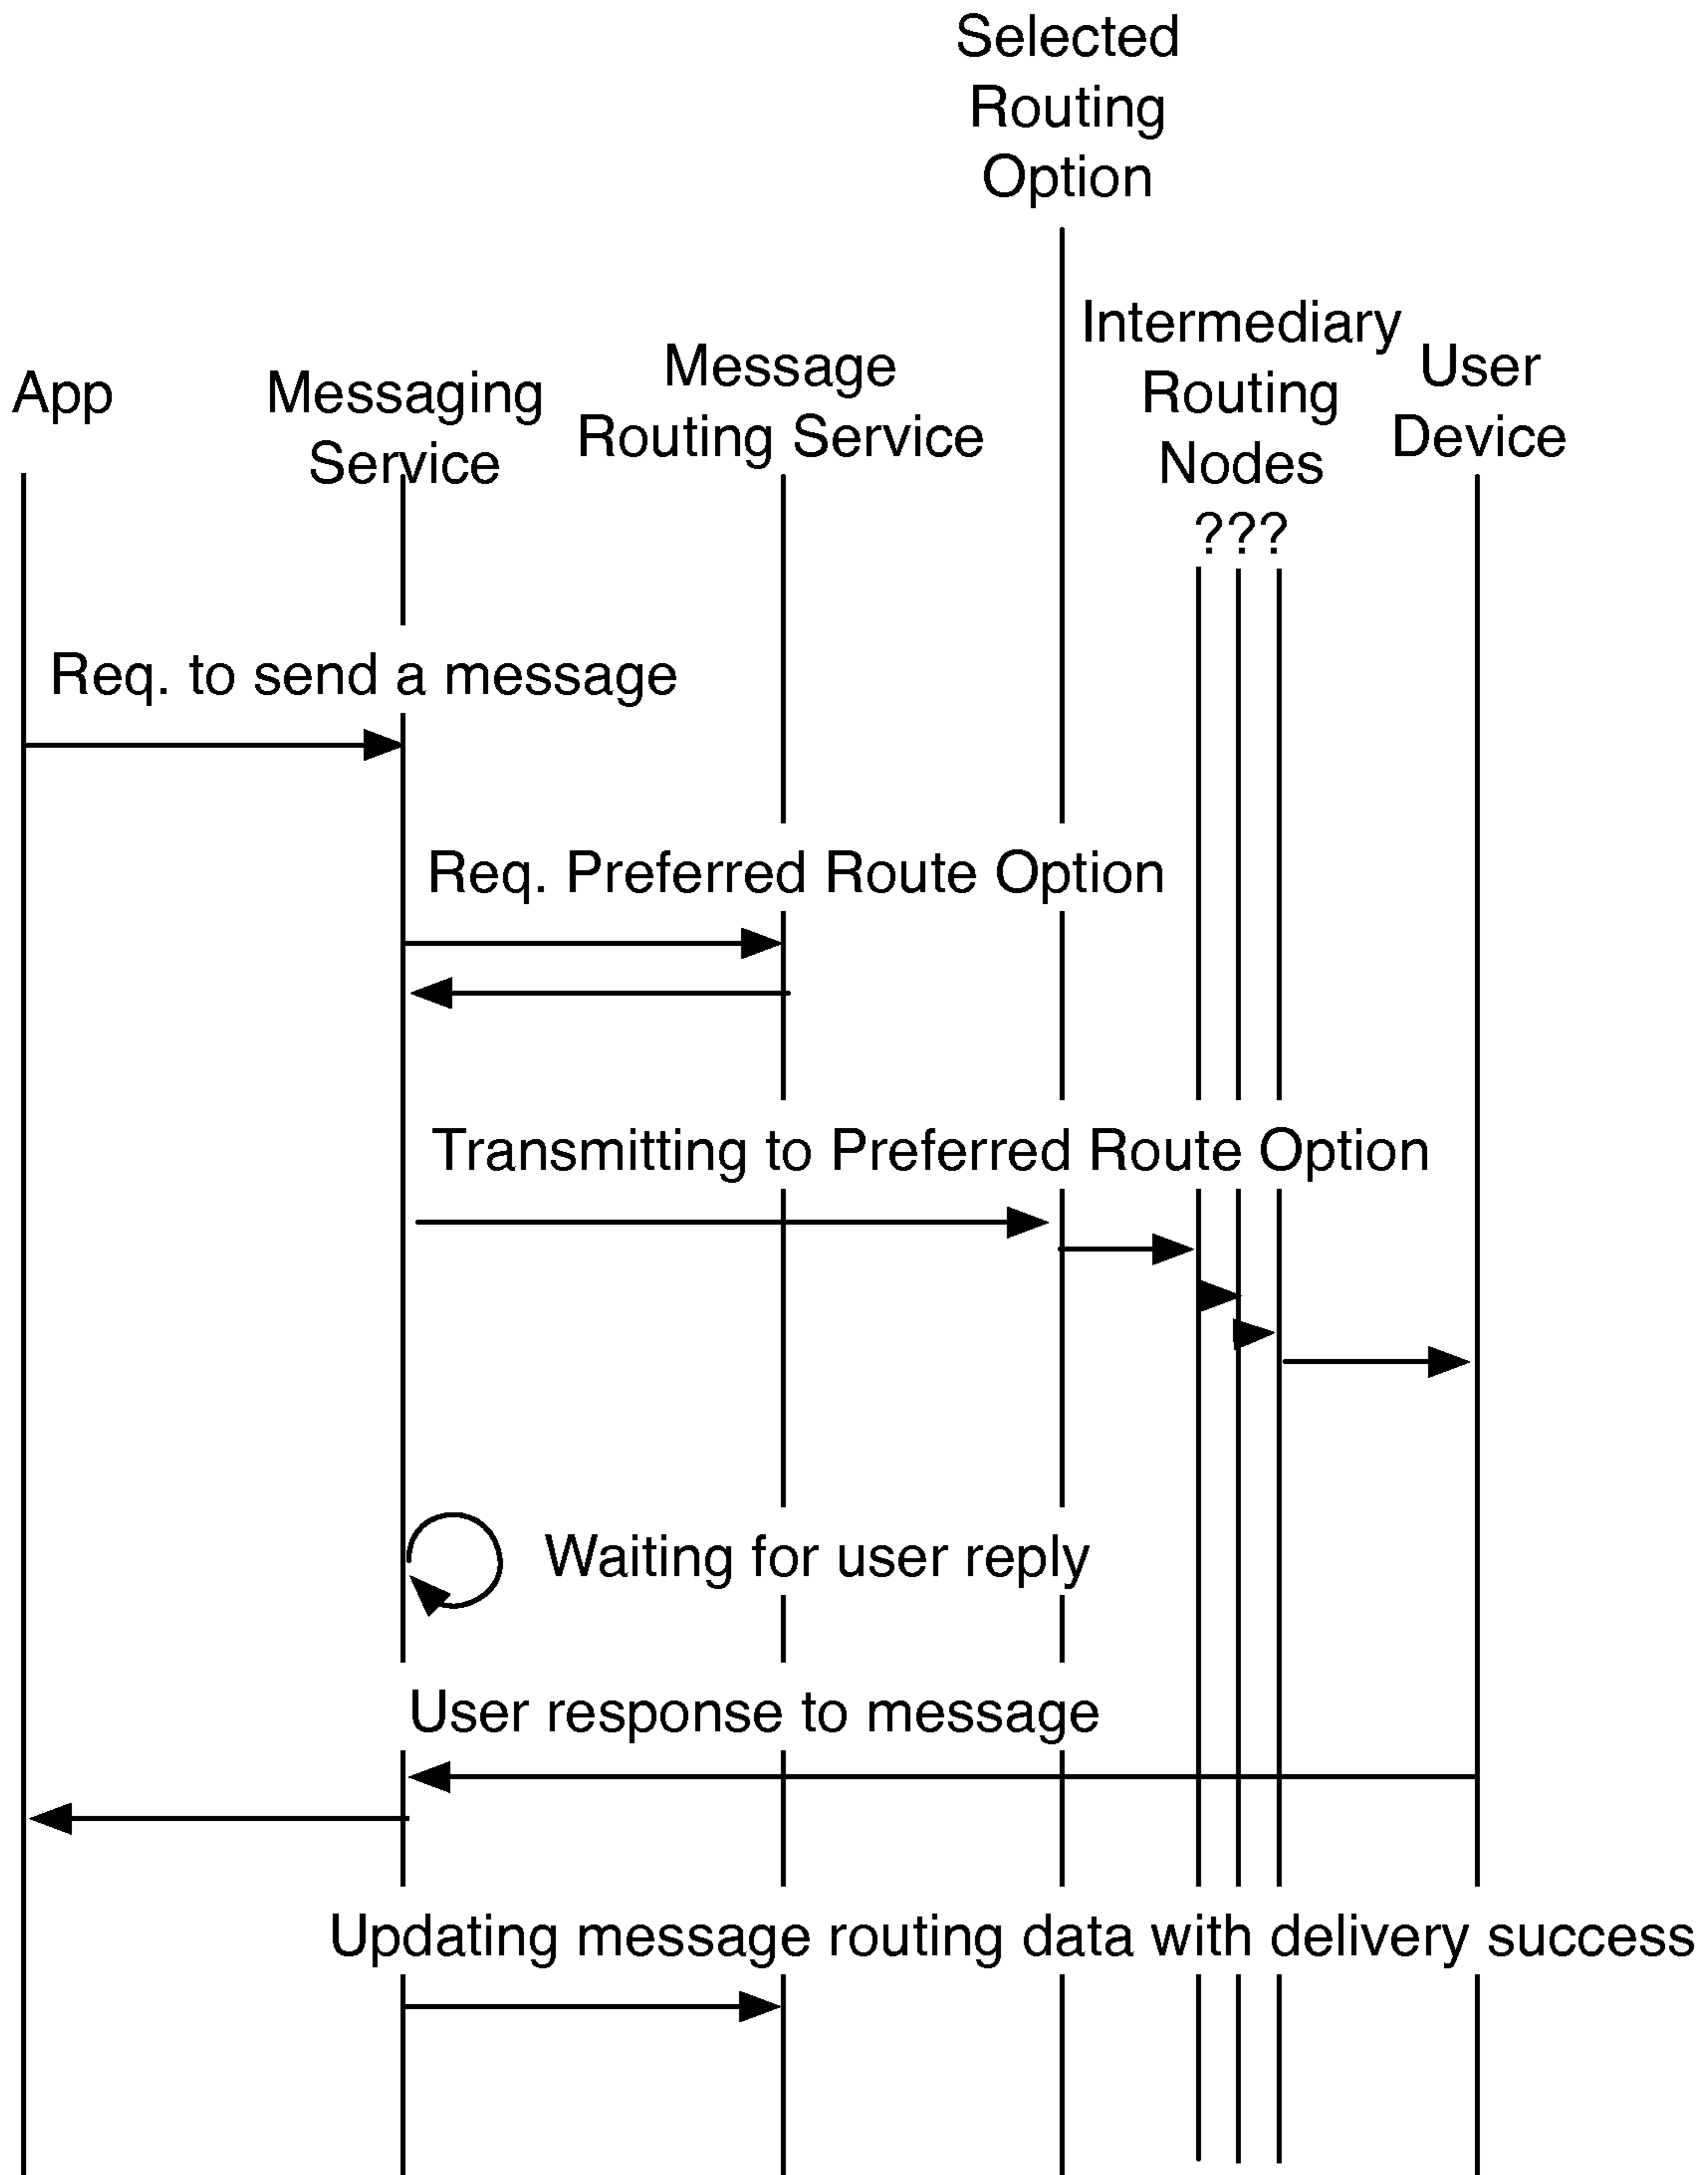 Selected
Routing
Option
Intermediary
Routing
Nodes
???
App
Messaging
Service
Message
Routing Service
User
Device
Req. to send a message
Req. Preferred Route Option
Transmitting to Preferred Route Option
Waiting for user reply
User response to message
Updating message routing data with delivery success